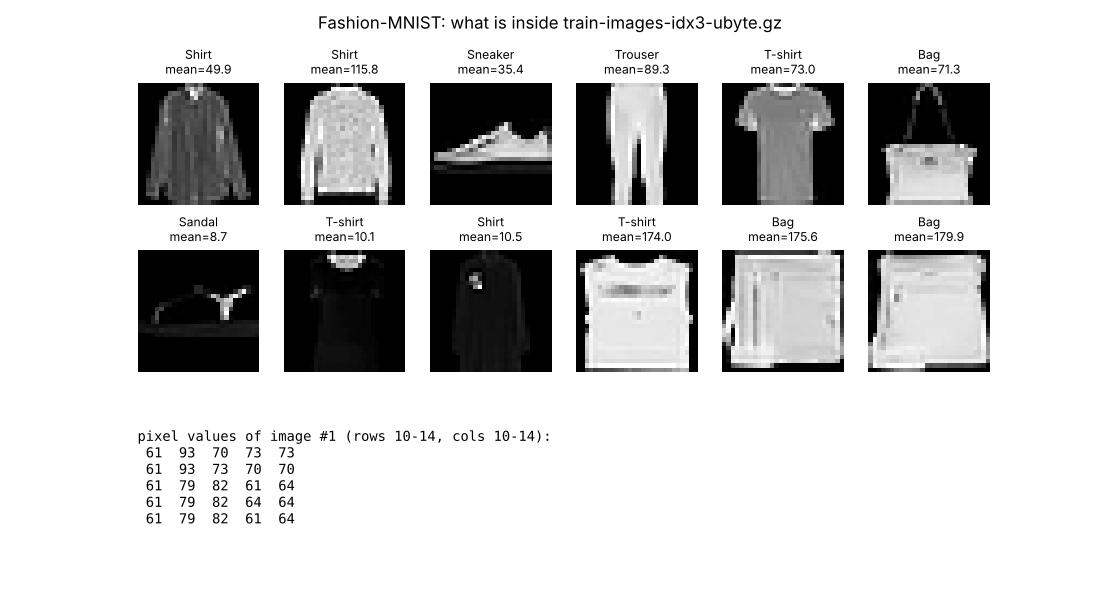 Fashion-MNIST: what is inside train-images-idx3-ubyte.gz
Shirt Shirt Sneaker Trouser T-shirt Bag
mean=49.9 mean=115.8 mean=35.4 mean=89.3 mean=73.0 mean=71.3
Sandal T-shirt Shirt T-shirt Bag Bag
mean=8.7 mean=10.1 mean=10.5 mean=174.0 mean=175.6 mean=179.9
pixel values of image #1 (rows 10-14, cols 10-14):
61 93 70 73 73
61 93 73 70 70
61 79 82 61 64
61 79 82 64 64
61 79 82 61 64